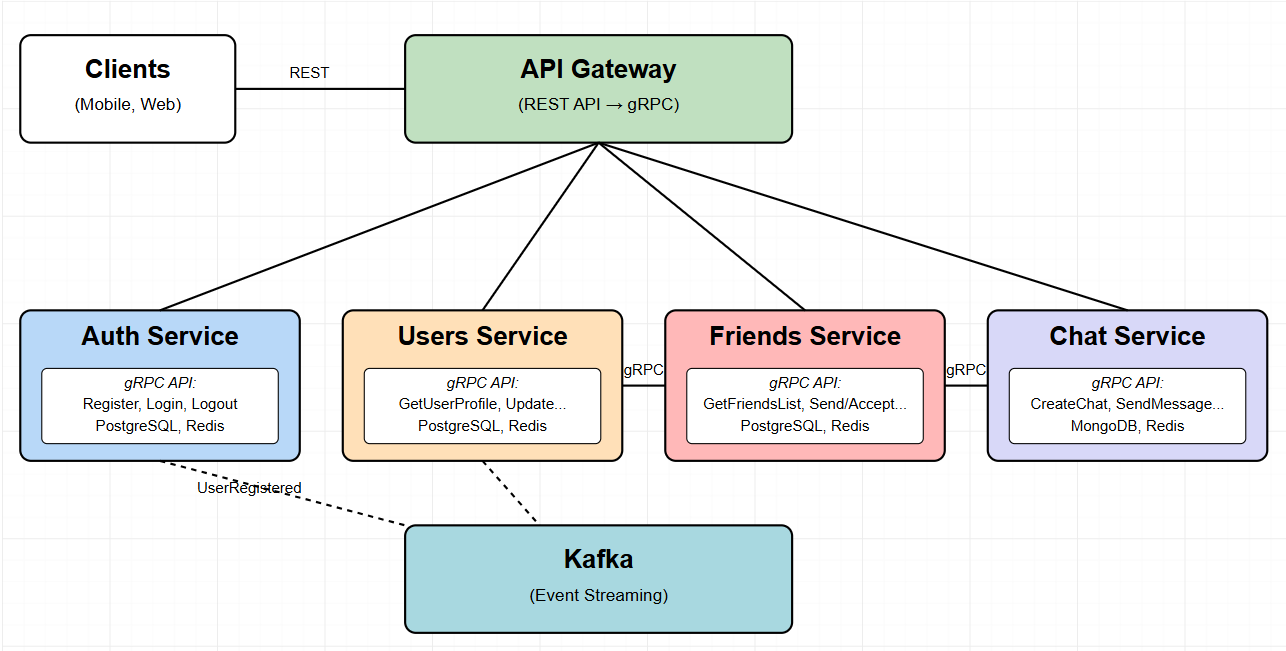 Clients
(Mobile, Web)
REST
API Gateway
(REST API → gRPC)
Auth Service
gRPC API:
Register, Login, Logout
PostgreSQL, Redis
Users Service
gRPC API:
GetUserProfile, Update...
PostgreSQL, Redis
gRPC
Friends Service
gRPC API:
GetFriendsList, Send/Accept...
PostgreSQL, Redis
gRPC
Chat Service
gRPC API:
CreateChat, SendMessage...
MongoDB, Redis
UserRegistered
Kafka
(Event Streaming)